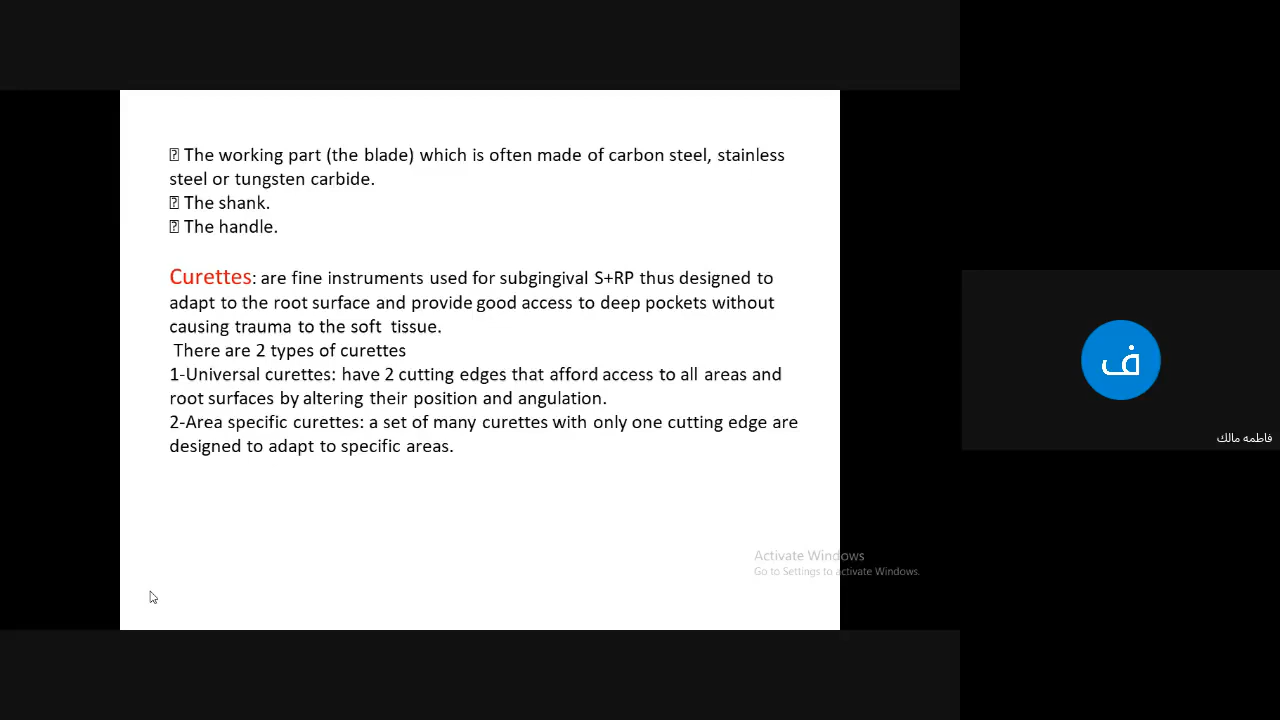 ⍰ The working part (the blade) which is often made of carbon steel, stainless
steel or tungsten carbide.
⍰ The shank.
⍰ The handle.
Curettes: are fine instruments used for subgingival S+RP thus designed to
adapt to the root surface and provide good access to deep pockets without
causing trauma to the soft tissue.
There are 2 types of curettes
1-Universal curettes: have 2 cutting edges that afford access to all areas and
root surfaces by altering their position and angulation.
2-Area specific curettes: a set of many curettes with only one cutting edge are
designed to adapt to specific areas.
Activate Windows
Go to Settings to activate Windows.
ف
فاطمه مالك